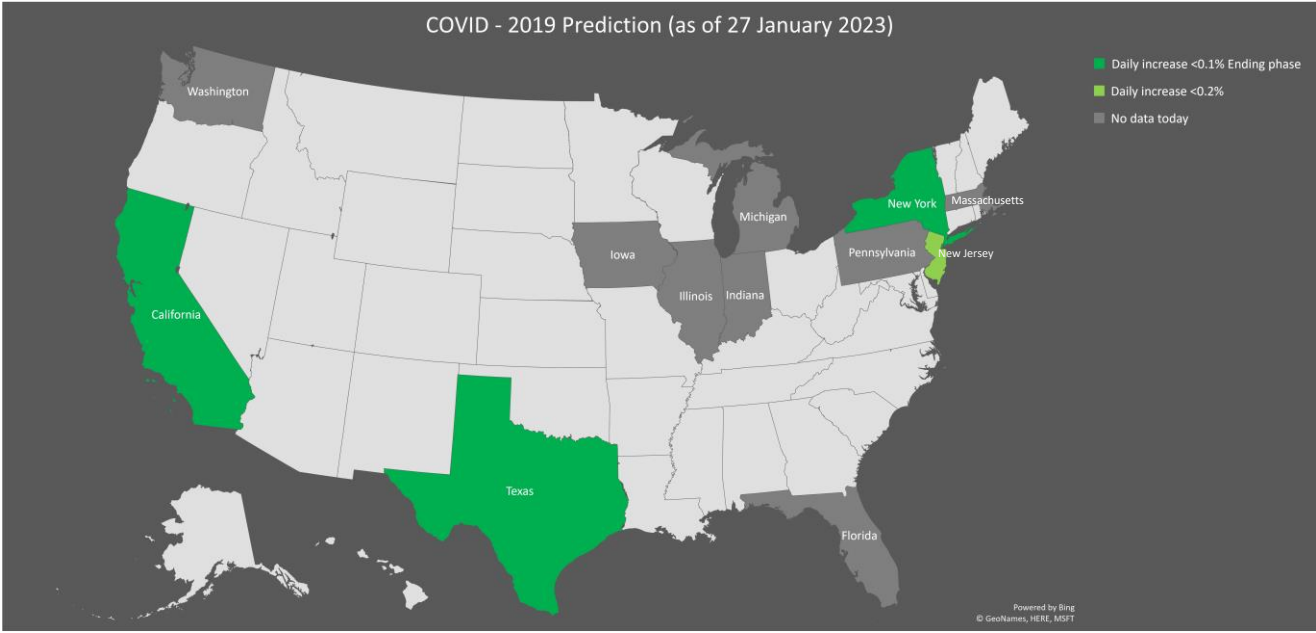 COVID - 2019 Prediction (as of 27 January 2023)
Daily increase <0.1% Ending phase
Daily increase <0.2%
No data today
Washington
California
Texas
Iowa
Illinois
Indiana
Michigan
New York
Massachusetts
Pennsylvania
New Jersey
Florida
Powered by Bing
© GeoNames, HERE, MSFT